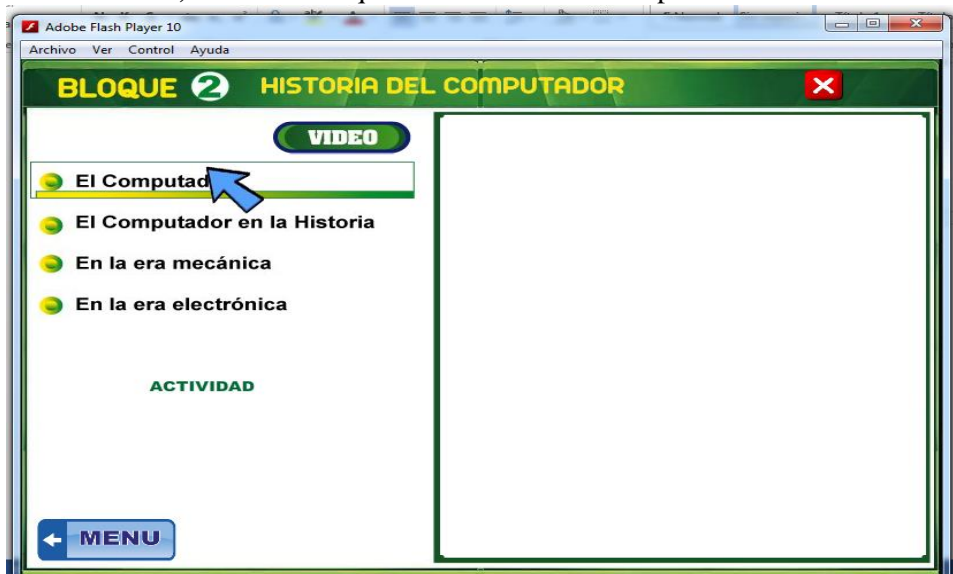 Adobe Flash Player 10
Archivo Ver Control Ayuda
BLOQUE 2 HISTORIA DEL COMPUTADOR
VIDEO
El Computad
El Computador en la Historia
En la era mecánica
En la era electrónica
ACTIVIDAD
MENU